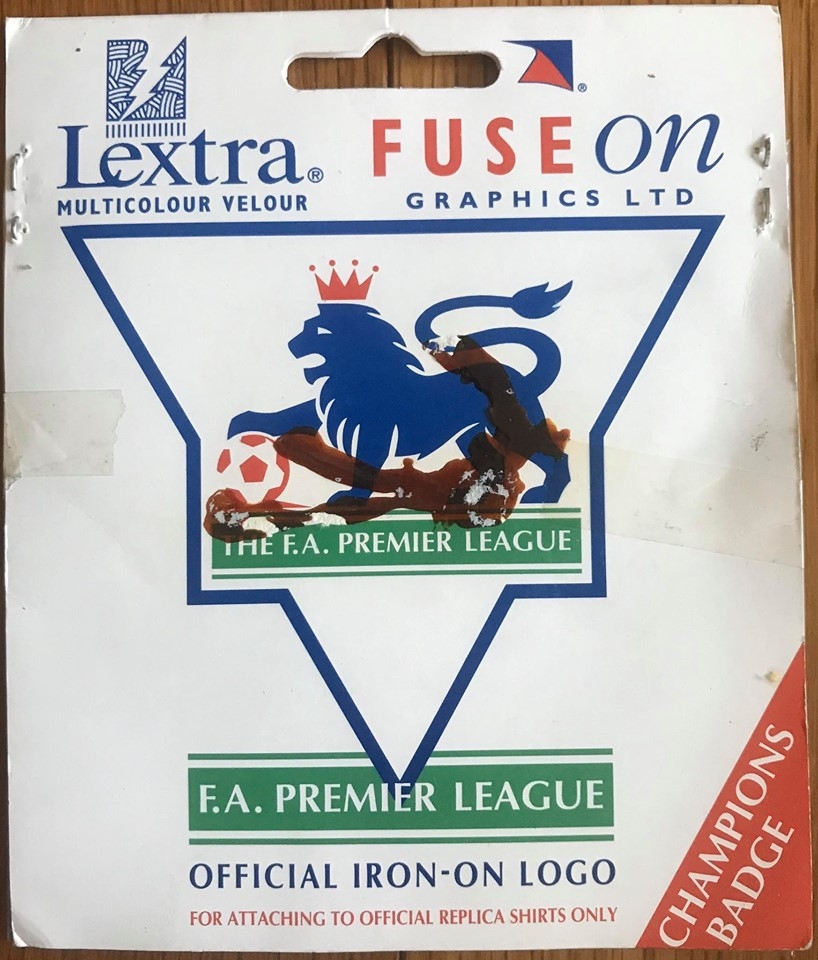 Lextra®
MULTICOLOUR VELOUR
®
FUSE on
GRAPHICS LTD
THE F.A. PREMIER LEAGUE
F.A. PREMIER LEAGUE
OFFICIAL IRON-ON LOGO
FOR ATTACHING TO OFFICIAL REPLICA SHIRTS ONLY
CHAMPIONS
BADGE